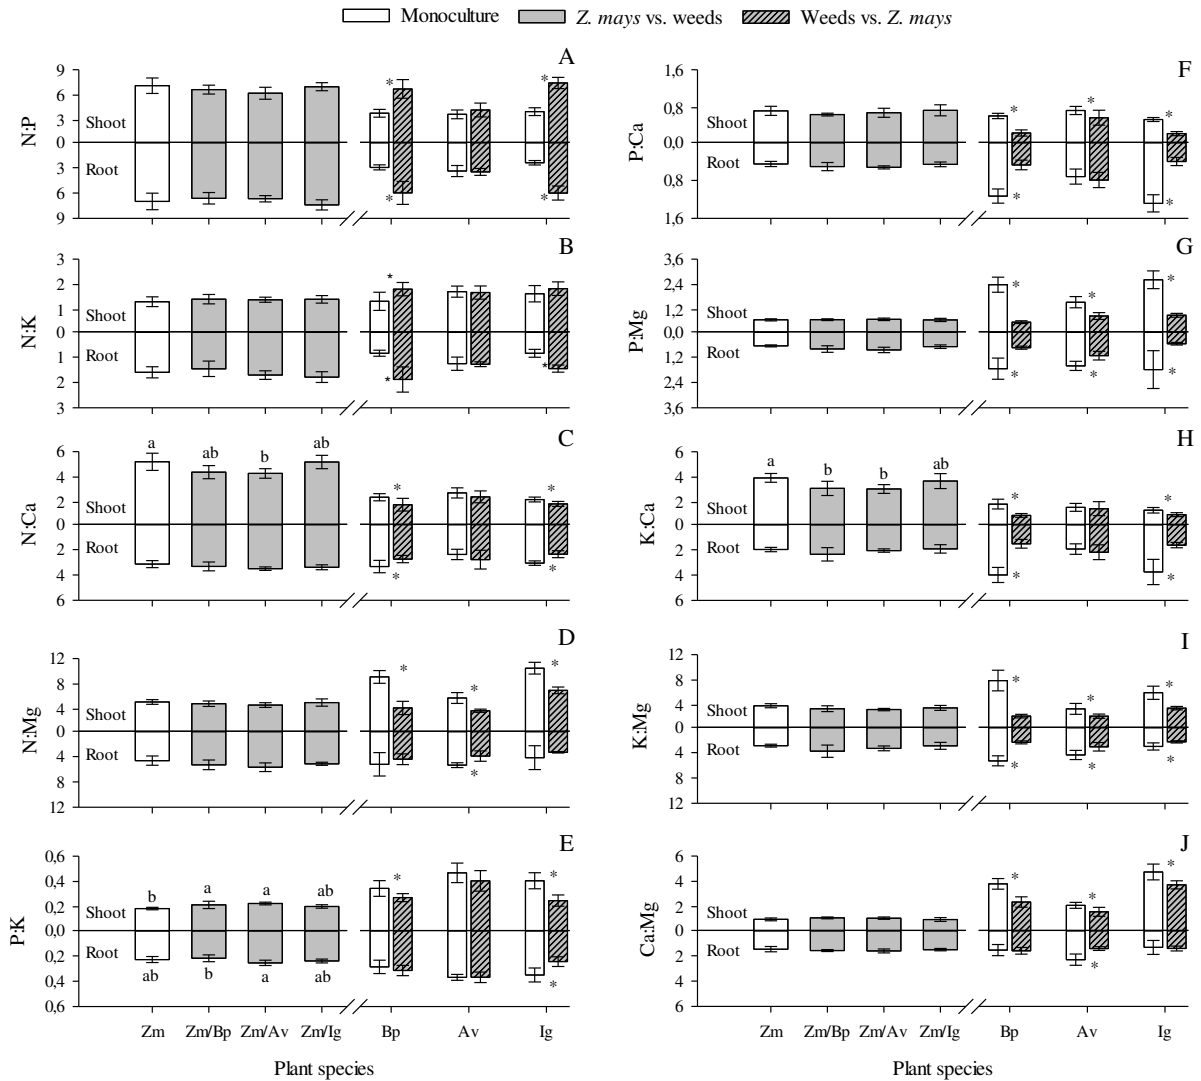 Monoculture Z. mays vs. weeds Weeds vs. Z. mays
A
9
6
3
0
3
6
9
N:P
Shoot
Root
* *
* *
B
3
2
1
0
1
2
3
N:K
Shoot
Root
*
* *
C
6
4
2
0
2
4
6
N:Ca
Shoot
Root
a ab b ab
* *
* *
D
12
8
4
0
4
8
12
N:Mg
Shoot
Root
* * *
*
E
0,6
0,4
0,2
0,0
0,2
0,4
0,6
P:K
Shoot
Root
b a a ab
ab b a a
* *
*
Zm Zm/Bp Zm/Av Zm/Ig Bp Av Ig
Plant species
F
1,6
0,8
0,0
0,8
1,6
P:Ca
Shoot
Root
* * *
* *
G
3,6
2,4
1,2
0,0
1,2
2,4
3,6
P:Mg
Shoot
Root
* * *
* * *
H
6
4
2
0
2
4
6
K:Ca
Shoot
Root
a b b ab
* *
* *
I
12
8
4
0
4
8
12
K:Mg
Shoot
Root
* * *
* * *
J
6
4
2
0
2
4
6
Ca:Mg
Shoot
Root
* * *
*
Zm Zm/Bp Zm/Av Zm/Ig Bp Av Ig
Plant species